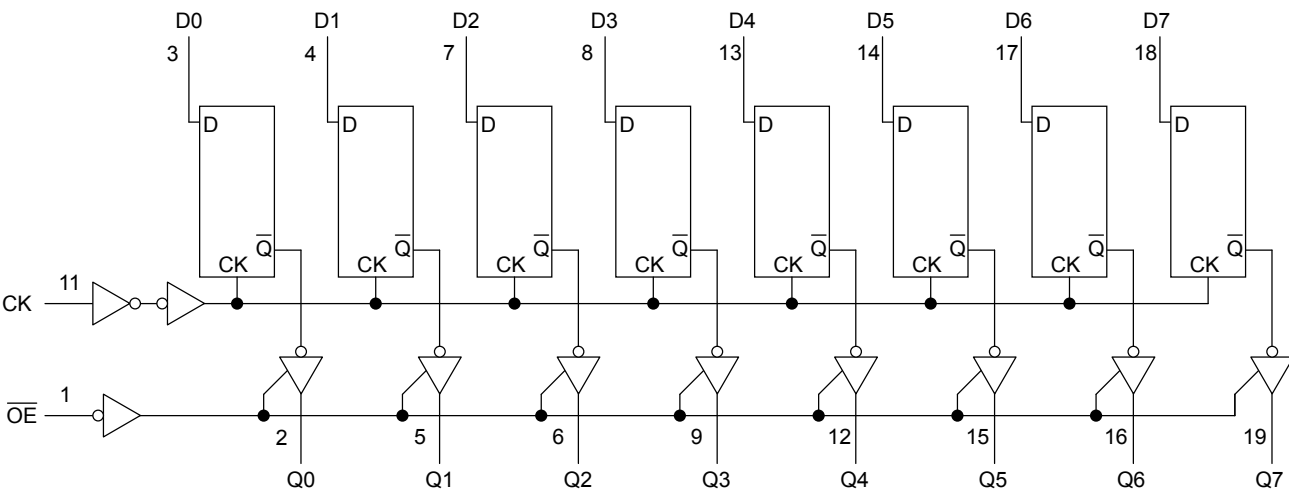 D0 D1 D2 D3 D4 D5 D6 D7
3 4 7 8 13 14 17 18
D D D D D D D D
Q̅ Q̅ Q̅ Q̅ Q̅ Q̅ Q̅ Q̅
CK CK CK CK CK CK CK CK
11
CK
1
O̅E̅
2 5 6 9 12 15 16 19
Q0 Q1 Q2 Q3 Q4 Q5 Q6 Q7